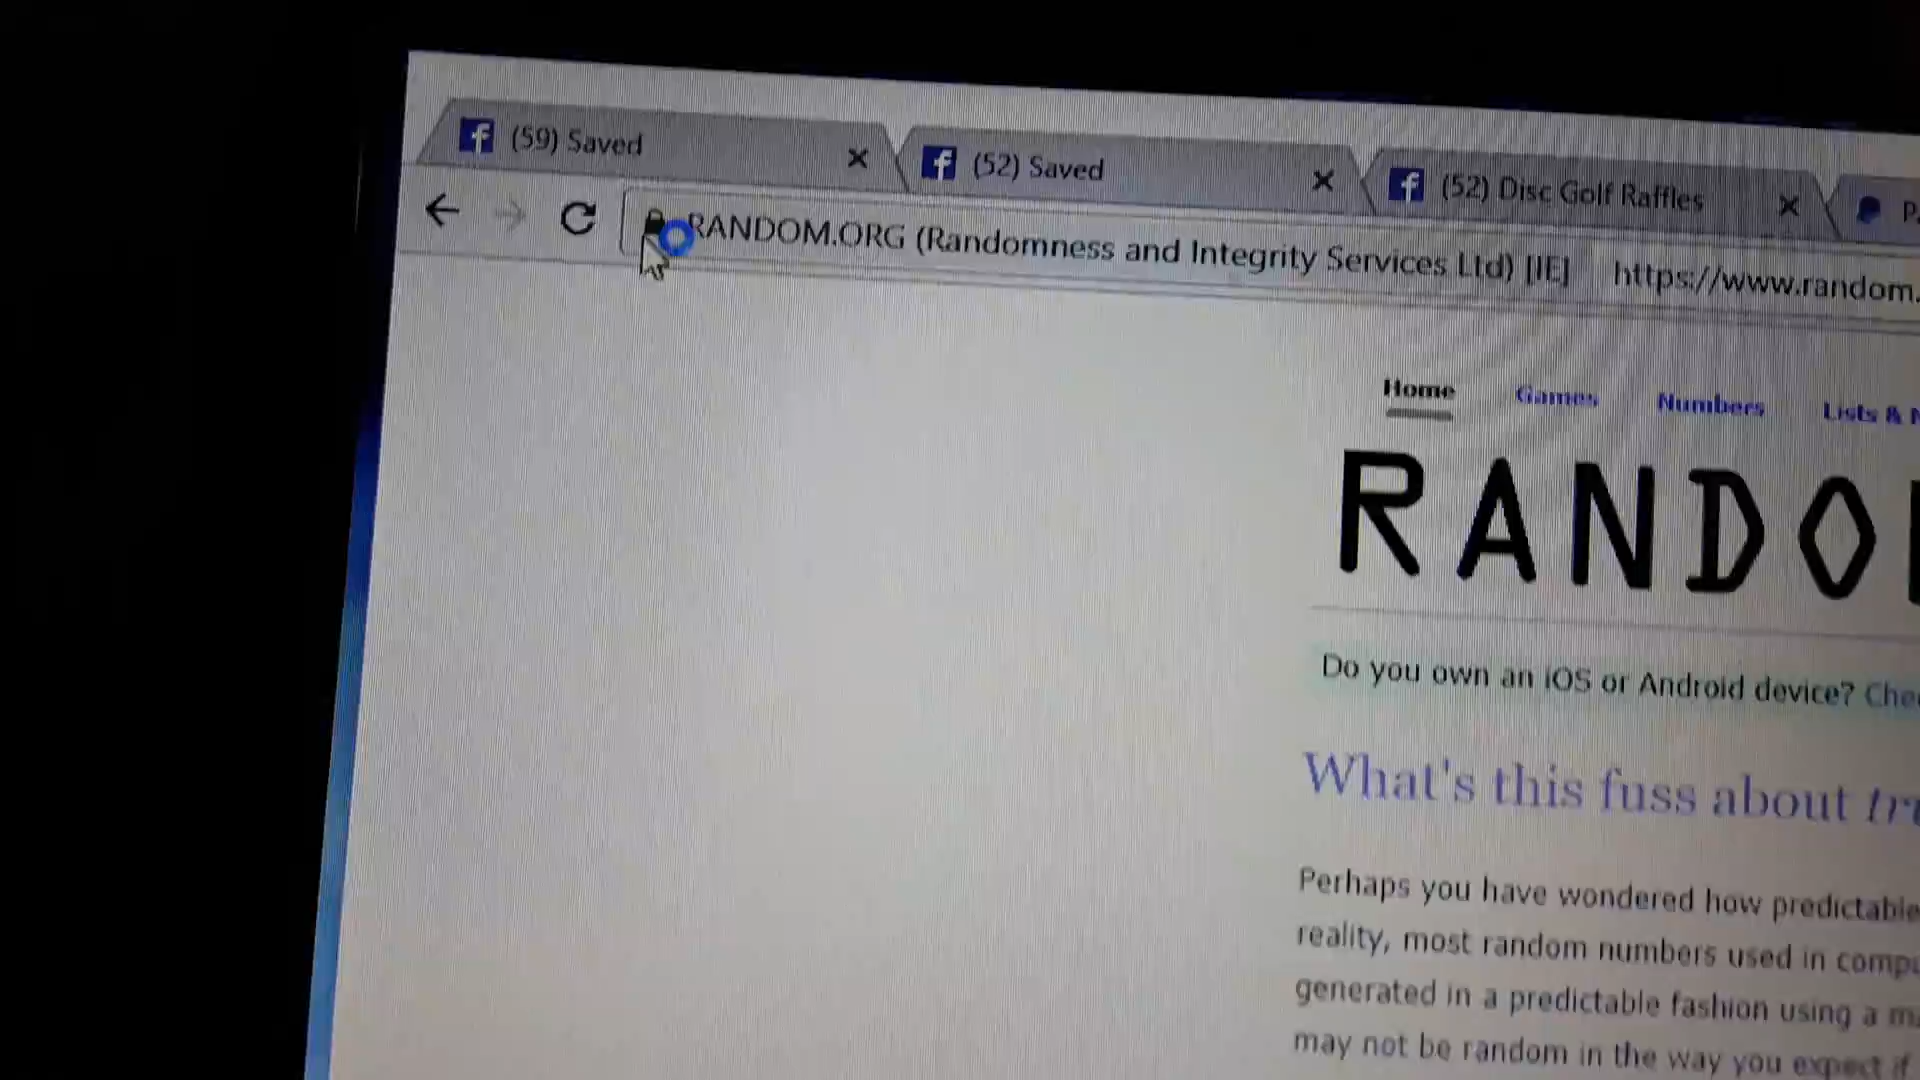 (59) Saved
(52) Saved
(52) Disc Golf Raffles
RANDOM.ORG (Randomness and Integrity Services Ltd) [IE] https://www.random.
Home Games Numbers Lists &
RANDO
Do you own an iOS or Android device?
What's this fuss about
Perhaps you have wondered how predictable
reality, most random numbers used in
generated in a predictable fashion using a
may not be random in the way you expect if